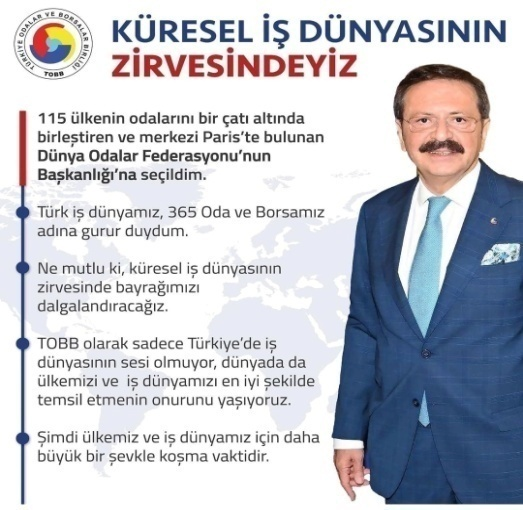 TÜRKİYE ODALAR VE BORSALAR BİRLİĞİ
TOBB
KÜRESEL İŞ DÜNYASININ
ZİRVESİNDEYİZ
115 ülkenin odalarını bir çatı altında
birleştiren ve merkezi Paris'te bulunan
Dünya Odalar Federasyonu'nun
Başkanlığı'na seçildim.
Türk iş dünyamız, 365 Oda ve Borsamız
adına gurur duydum.
Ne mutlu ki, küresel iş dünyasının
zirvesinde bayrağımızı
dalgalandıracağız.
TOBB olarak sadece Türkiye'de iş
dünyasının sesi olmuyor, dünyada da
ülkemizi ve iş dünyamızı en iyi şekilde
temsil etmenin onurunu yaşıyoruz.
Şimdi ülkemiz ve iş dünyamız için daha
büyük bir şevkle koşma vaktidir.